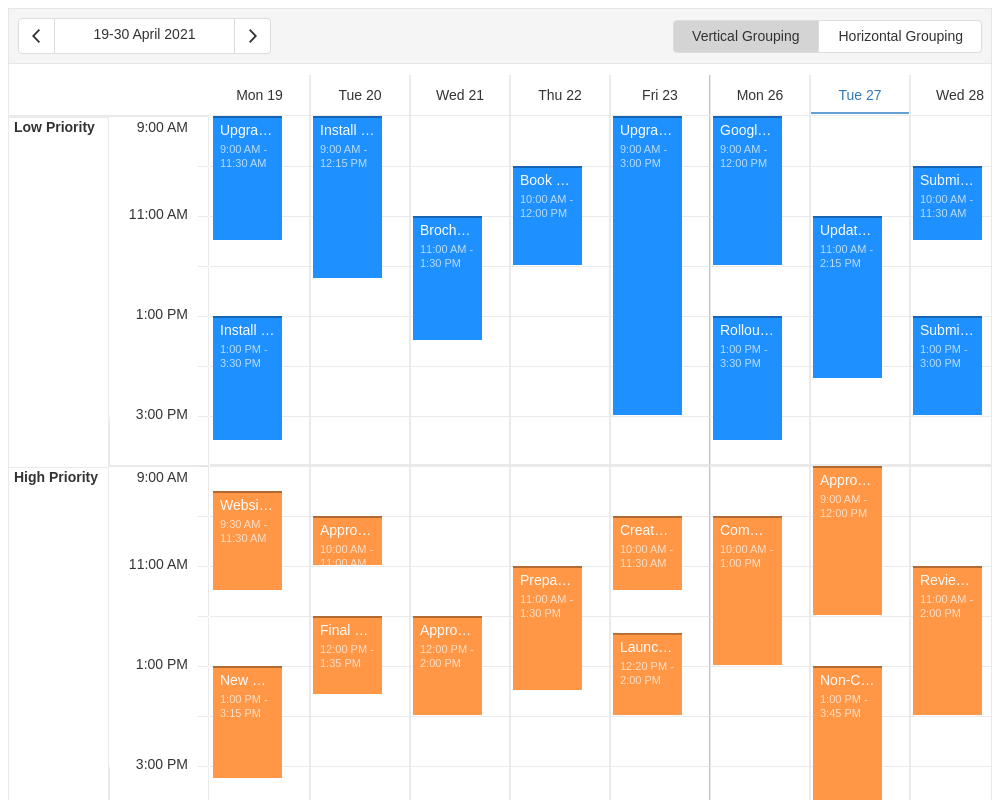 19-30 April 2021
Vertical Grouping
Horizontal Grouping
Mon 19
Tue 20
Wed 21
Thu 22
Fri 23
Mon 26
Tue 27
Wed 28
Low Priority
9:00 AM
11:00 AM
1:00 PM
3:00 PM
Upgra...
9:00 AM -
11:30 AM
Install ...
1:00 PM -
3:30 PM
Install ...
9:00 AM -
12:15 PM
Broch...
11:00 AM -
1:30 PM
Book ...
10:00 AM -
12:00 PM
Upgra...
9:00 AM -
3:00 PM
Googl...
9:00 AM -
12:00 PM
Rollou...
1:00 PM -
3:30 PM
Updat...
11:00 AM -
2:15 PM
Submi...
10:00 AM -
11:30 AM
Submi...
1:00 PM -
3:00 PM
High Priority
9:00 AM
11:00 AM
1:00 PM
3:00 PM
Websi...
9:30 AM -
11:30 AM
New ...
1:00 PM -
3:15 PM
Appro...
10:00 AM -
11:00 AM
Final ...
12:00 PM -
1:35 PM
Appro...
12:00 PM -
2:00 PM
Prepa...
11:00 AM -
1:30 PM
Creat...
10:00 AM -
11:30 AM
Launc...
12:20 PM -
2:00 PM
Com...
10:00 AM -
1:00 PM
Appro...
9:00 AM -
12:00 PM
Non-C...
1:00 PM -
3:45 PM
Revie...
11:00 AM -
2:00 PM